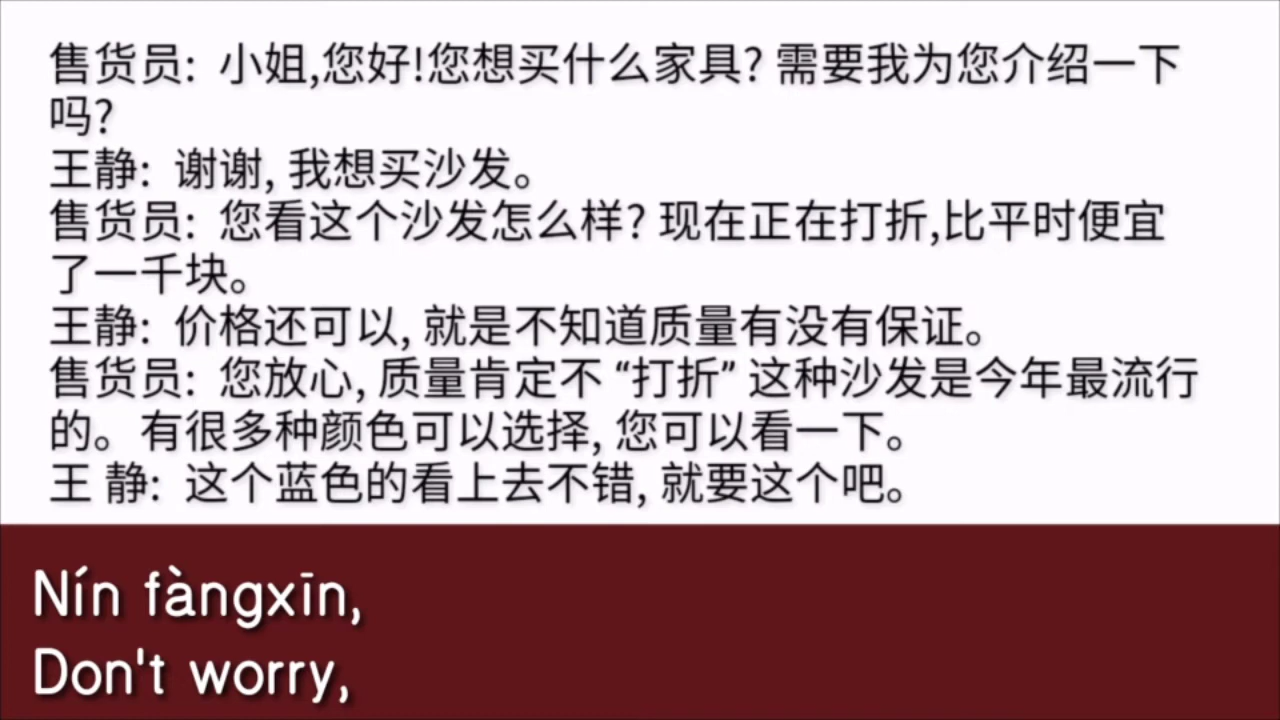 售货员: 小姐,您好!您想买什么家具? 需要我为您介绍一下
吗?
王静: 谢谢, 我想买沙发。
售货员: 您看这个沙发怎么样? 现在正在打折,比平时便宜
了一千块。
王静: 价格还可以, 就是不知道质量有没有保证。
售货员: 您放心, 质量肯定不 “打折” 这种沙发是今年最流行
的。有很多种颜色可以选择, 您可以看一下。
王 静: 这个蓝色的看上去不错, 就要这个吧。
Nín fàngxīn,
Don't worry,